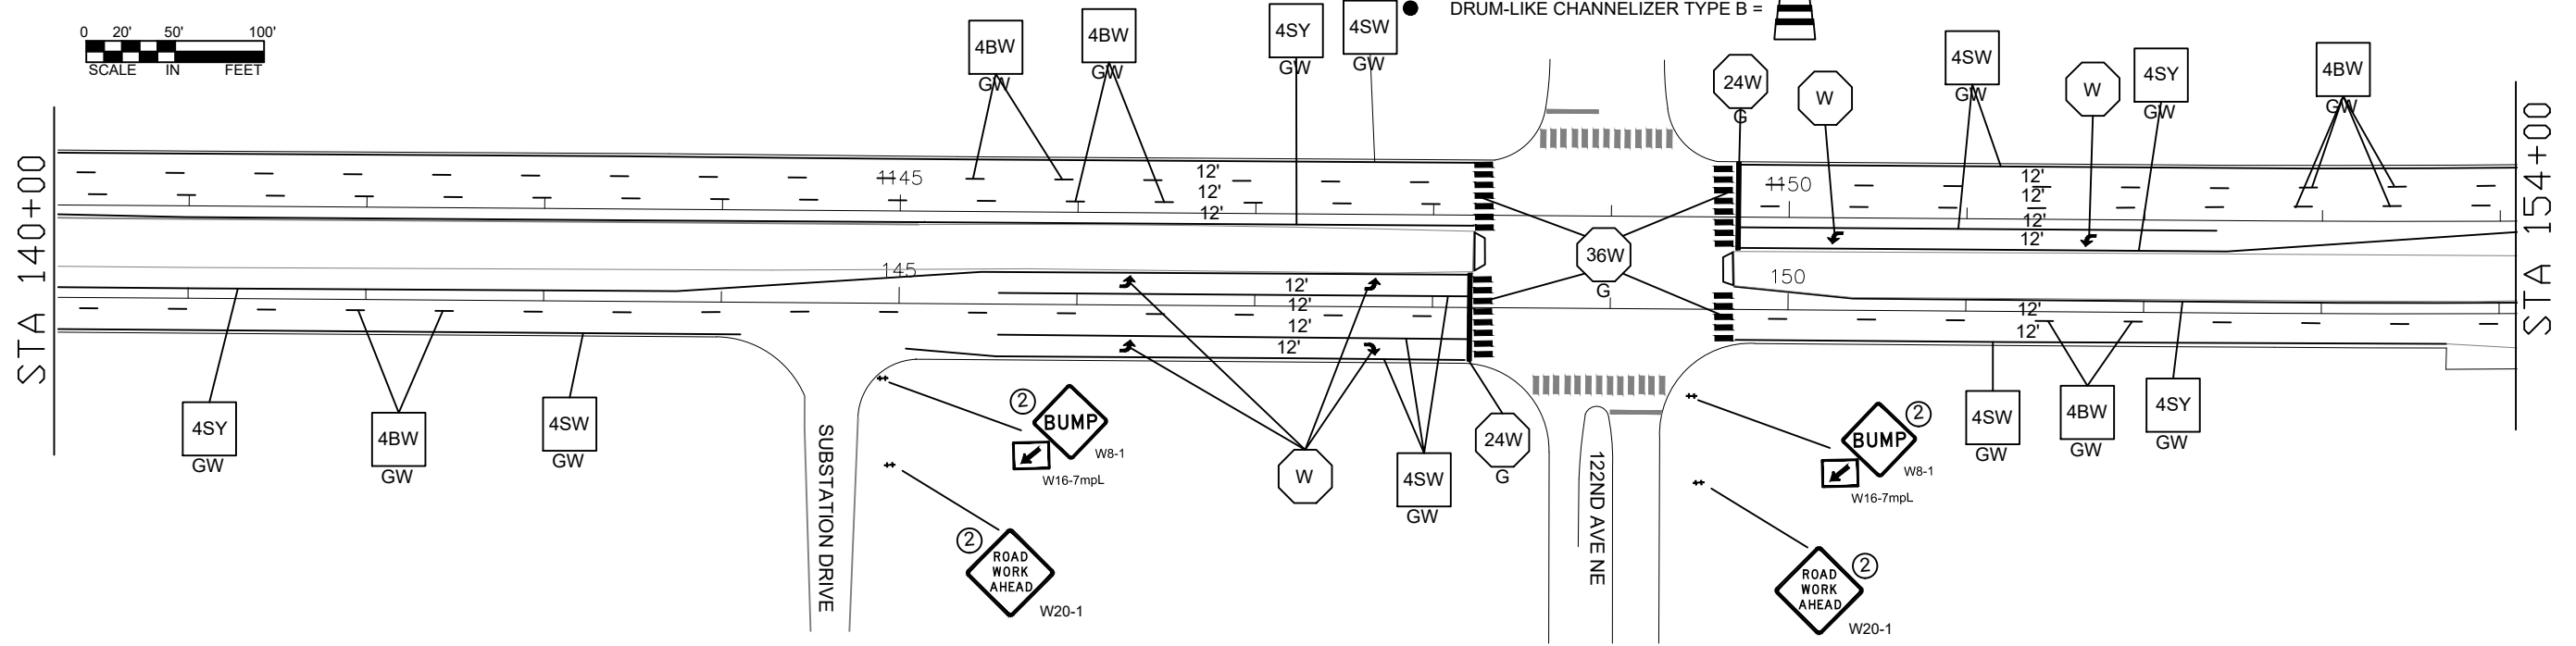 DRUM-LIKE CHANNELIZER TYPE B =
0 20' 50' 100'
SCALE IN FEET
4BW
GW
4BW
GW
4SY
GW
4SW
GW
24W
G
W
4SW
GW
W
4SY
GW
4BW
GW
STA 140+00
STA 154+00
1145
12'
12'
12'
1150
12'
12'
12'
12'
145
12'
12'
12'
12'
36W
G
150
12'
12'
4SY
GW
4BW
GW
4SW
GW
SUBSTATION DRIVE
2
BUMP
W8-1
W16-7mpL
2
ROAD
WORK
AHEAD
W20-1
W
4SW
GW
24W
G
122ND AVE NE
2
BUMP
W8-1
W16-7mpL
2
ROAD
WORK
AHEAD
W20-1
4SW
GW
4BW
GW
4SY
GW